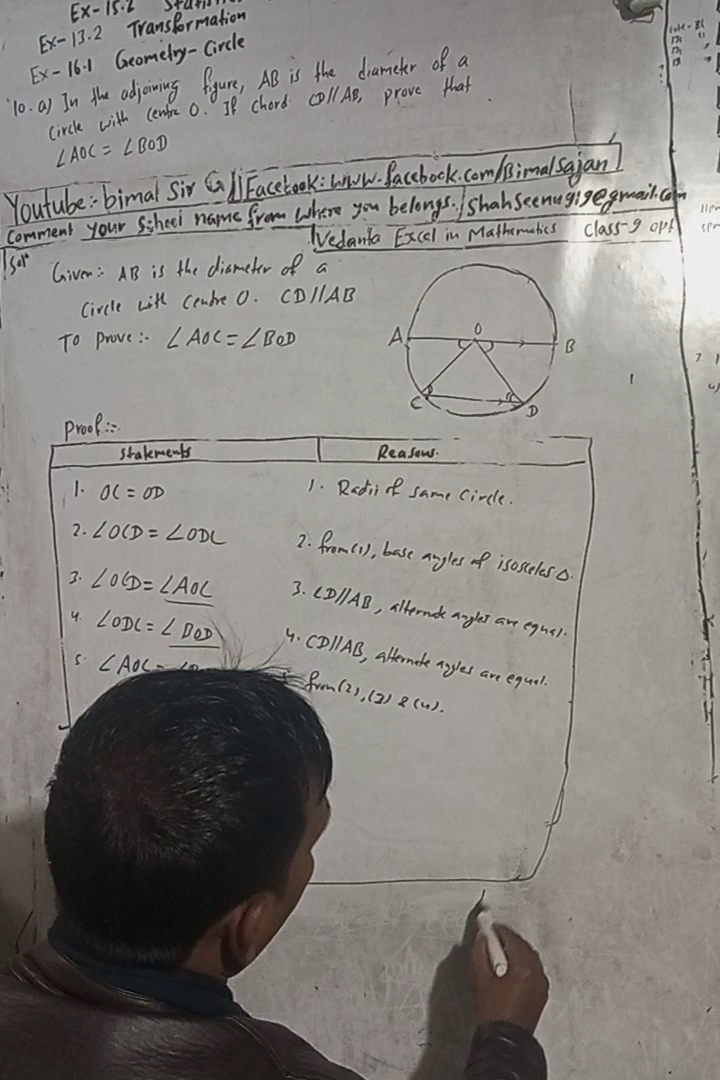 Ex-15.2
Ex-13.2 Transformation
Ex-16.1 Geometry-Circle
10.a) In the adjoining figure, AB is the diameter of a
Circle with centre O. If chord CD//AB, prove that
∠AOC = ∠BOD
Youtube:- bimal Sir G // Facebook: www.facebook.com/Bimalsajan
Comment your School name from where you belongs. /
Vedanta Excel in Mathematics Class-9 opt
Solⁿ
Given:- AB is the diameter of a
Circle with Centre O. CD//AB
To prove:- ∠AOC = ∠BOD
A O B
C D
Proof:-
Statements Reasons.
1. OC = OD 1. Radii of same Circle.
2. ∠OCD = ∠ODC 2. from(1), base angles of isosceles Δ.
3. ∠OCD = ∠AOC 3. CD//AB, alternate angles are equal.
4. ∠ODC = ∠BOD 4. CD//AB, alternate angles are equal.
5. ∠AOC = from(2), (3) & (4).